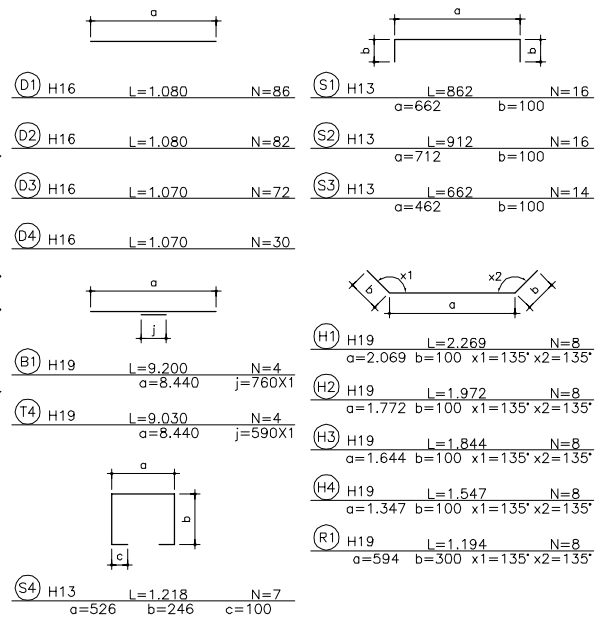 a
D1 H16 L=1.080 N=86
D2 H16 L=1.080 N=82
D3 H16 L=1.070 N=72
D4 H16 L=1.070 N=30
a
j
B1 H19 L=9.200 N=4
a=8.440 j=760X1
T4 H19 L=9.030 N=4
a=8.440 j=590X1
a
b
c
S4 H13 L=1.218 N=7
a=526 b=246 c=100
a
b b
S1 H13 L=862 N=16
a=662 b=100
S2 H13 L=912 N=16
a=712 b=100
S3 H13 L=662 N=14
a=462 b=100
x1 x2
b a b
H1 H19 L=2.269 N=8
a=2.069 b=100 x1=135° x2=135°
H2 H19 L=1.972 N=8
a=1.772 b=100 x1=135° x2=135°
H3 H19 L=1.844 N=8
a=1.644 b=100 x1=135° x2=135°
H4 H19 L=1.547 N=8
a=1.347 b=100 x1=135° x2=135°
R1 H19 L=1.194 N=8
a=594 b=300 x1=135° x2=135°